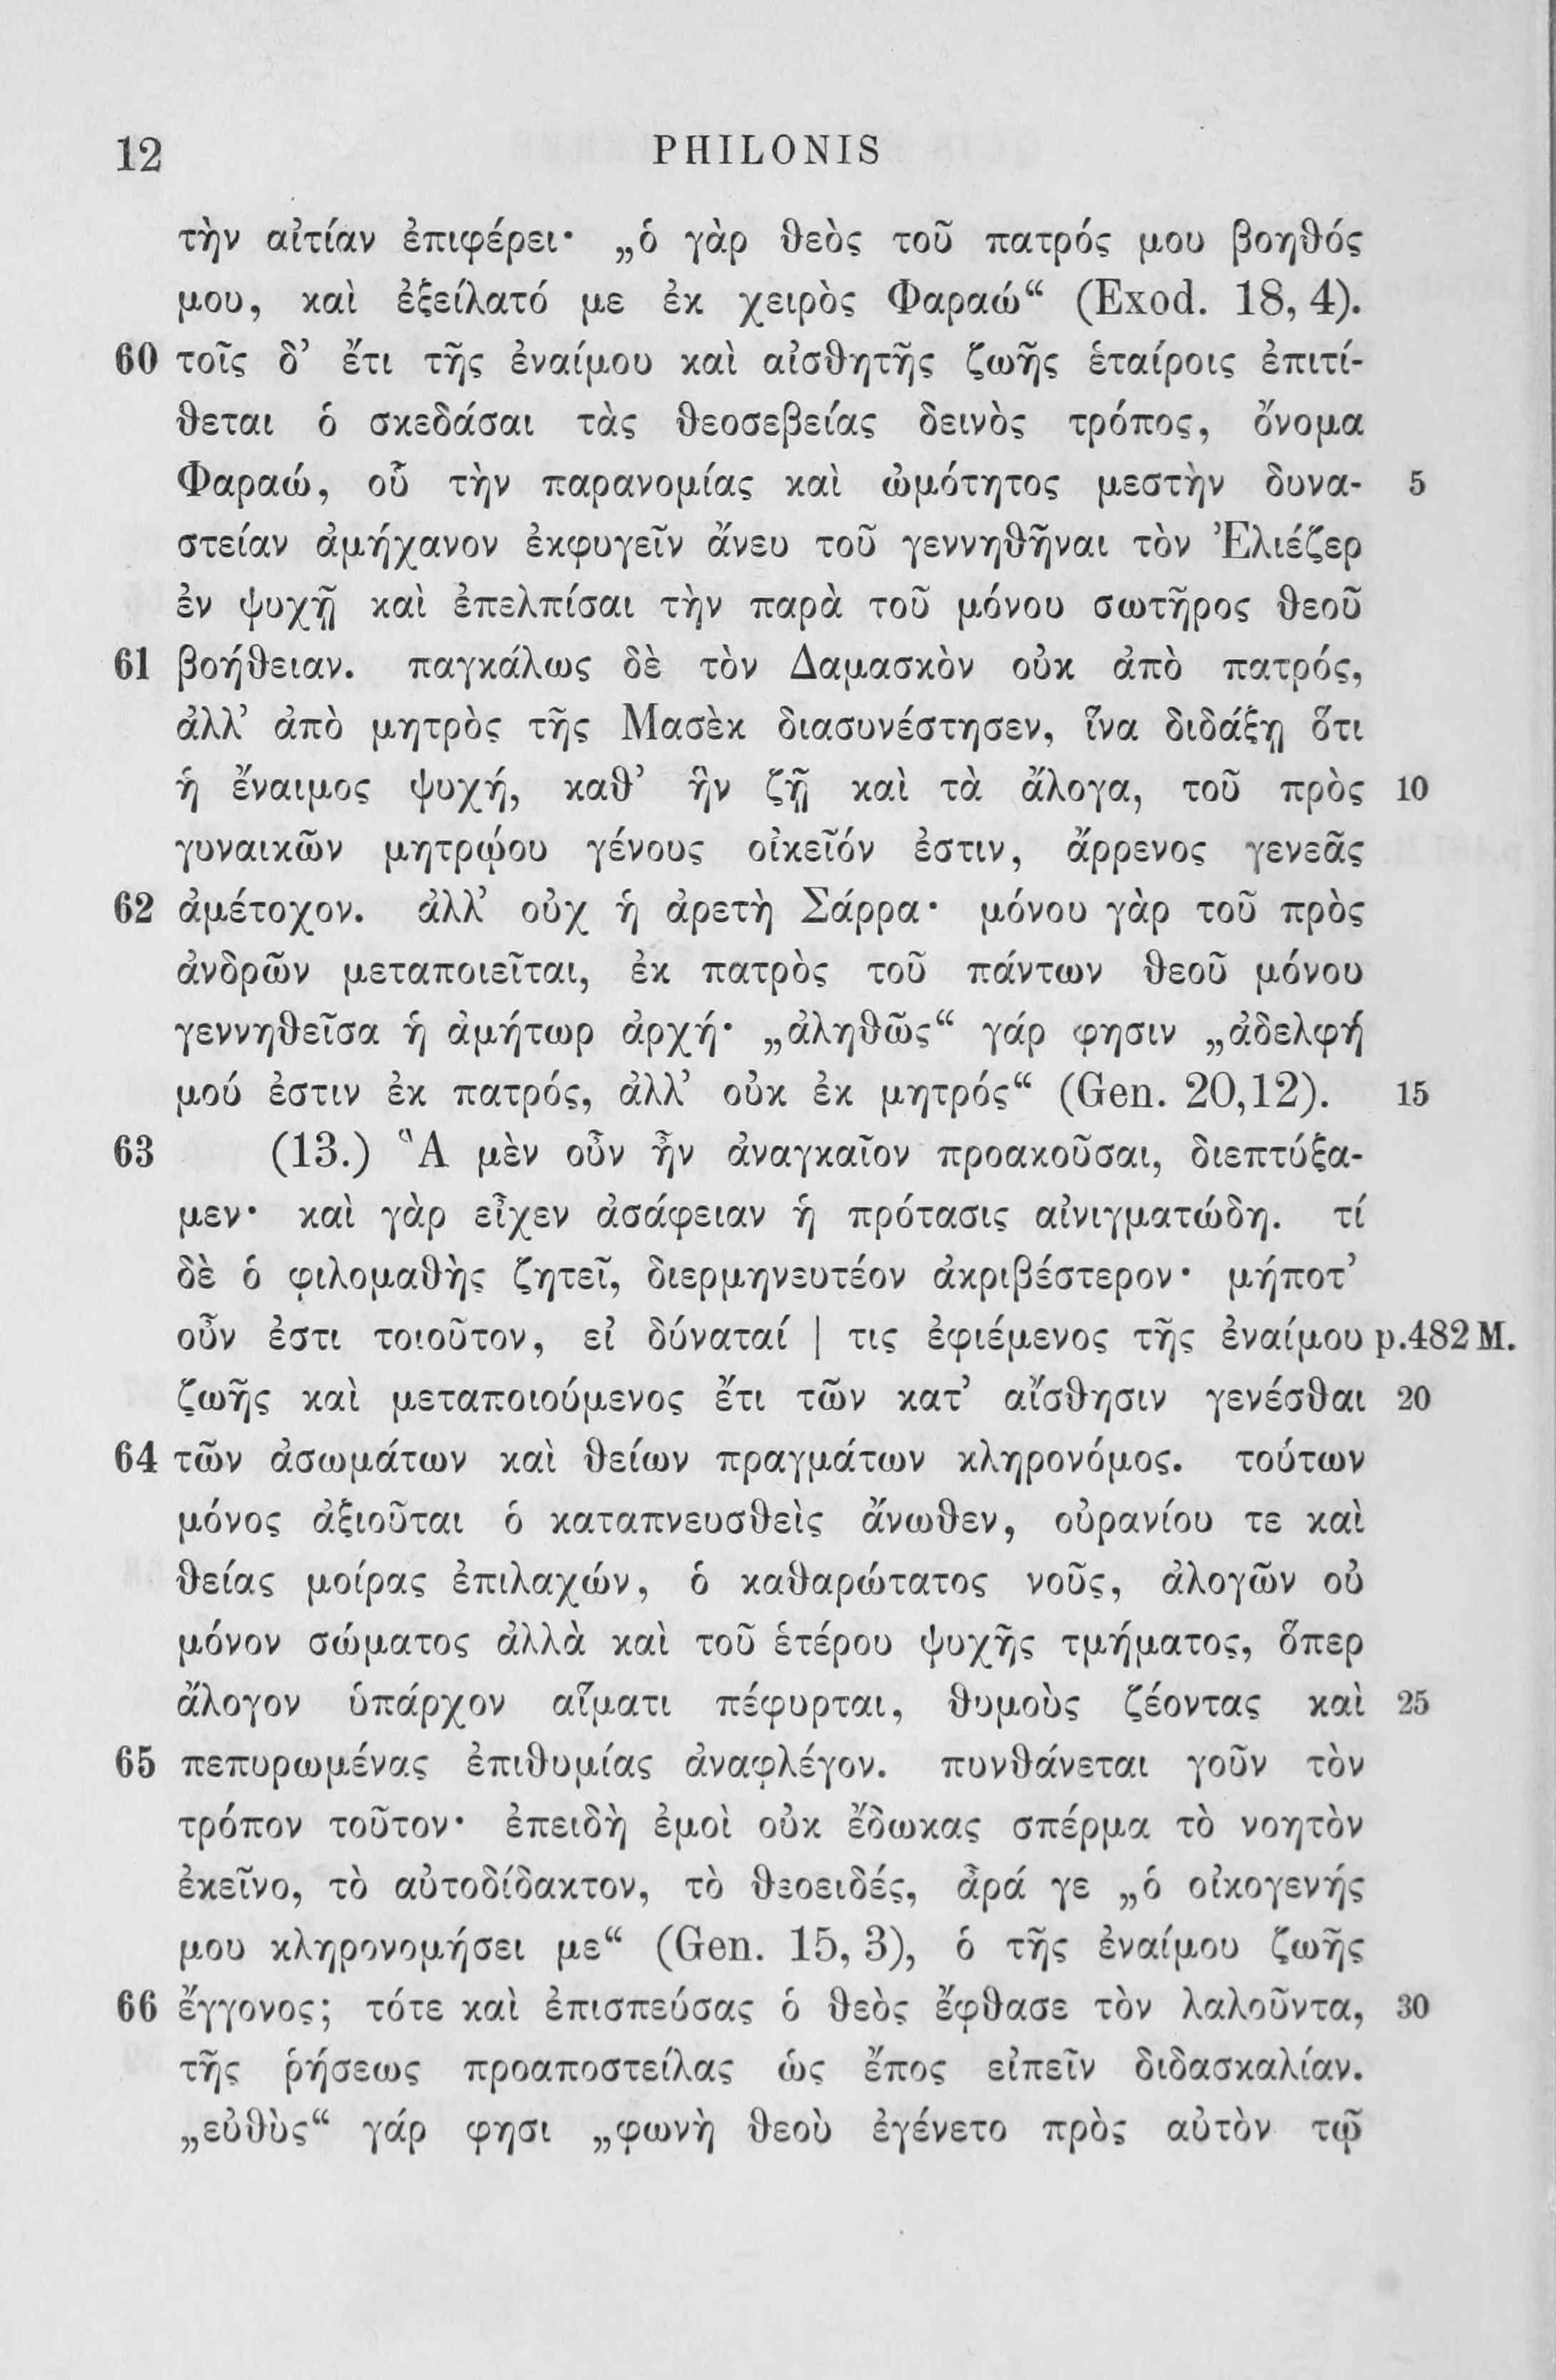 12 PHILONIS
τὴν αἰτίαν ἐπιφέρει· „ὁ γὰρ θεὸς τοῦ πατρός μου βοηθός
μου, καὶ ἐξείλατό με ἐκ χειρὸς Φαραώ“ (Exod. 18, 4).
60 τοῖς δ’ ἔτι τῆς ἐναίμου καὶ αἰσθητῆς ζωῆς ἑταίροις ἐπιτί-
θεται ὁ σκεδάσαι τὰς θεοσεβείας δεινὸς τρόπος, ὄνομα
Φαραώ, οὗ τὴν παρανομίας καὶ ὠμότητος μεστὴν δυνα- 5
στείαν ἀμήχανον ἐκφυγεῖν ἄνευ τοῦ γεννηθῆναι τὸν Ἐλιέζερ
ἐν ψυχῇ καὶ ἐπελπίσαι τὴν παρὰ τοῦ μόνου σωτῆρος θεοῦ
61 βοήθειαν. παγκάλως δὲ τὸν Δαμασκὸν οὐκ ἀπὸ πατρός,
ἀλλ’ ἀπὸ μητρὸς τῆς Μασὲκ διασυνέστησεν, ἵνα διδάξῃ ὅτι
ἡ ἔναιμος ψυχή, καθ’ ἣν ζῇ καὶ τὰ ἄλογα, τοῦ πρὸς 10
γυναικῶν μητρῴου γένους οἰκεῖόν ἐστιν, ἄρρενος γενεᾶς
62 ἀμέτοχον. ἀλλ’ οὐχ ἡ ἀρετὴ Σάρρα· μόνου γὰρ τοῦ πρὸς
ἀνδρῶν μεταποιεῖται, ἐκ πατρὸς τοῦ πάντων θεοῦ μόνου
γεννηθεῖσα ἡ ἀμήτωρ ἀρχή· „ἀληθῶς“ γάρ φησιν „ἀδελφή
μού ἐστιν ἐκ πατρός, ἀλλ’ οὐκ ἐκ μητρός“ (Gen. 20,12). 15
63 (13.) Ἃ μὲν οὖν ἦν ἀναγκαῖον προακοῦσαι, διεπτύξα-
μεν· καὶ γὰρ εἶχεν ἀσάφειαν ἡ πρότασις αἰνιγματώδη. τί
δὲ ὁ φιλομαθὴς ζητεῖ, διερμηνευτέον ἀκριβέστερον· μήποτ’
οὖν ἐστι τοιοῦτον, εἰ δύναταί | τις ἐφιέμενος τῆς ἐναίμου p.482 M.
ζωῆς καὶ μεταποιούμενος ἔτι τῶν κατ’ αἴσθησιν γενέσθαι 20
64 τῶν ἀσωμάτων καὶ θείων πραγμάτων κληρονόμος. τούτων
μόνος ἀξιοῦται ὁ καταπνευσθεὶς ἄνωθεν, οὐρανίου τε καὶ
θείας μοίρας ἐπιλαχών, ὁ καθαρώτατος νοῦς, ἀλογῶν οὐ
μόνον σώματος ἀλλὰ καὶ τοῦ ἑτέρου ψυχῆς τμήματος, ὅπερ
ἄλογον ὑπάρχον αἵματι πέφυρται, θυμοὺς ζέοντας καὶ 25
65 πεπυρωμένας ἐπιθυμίας ἀναφλέγον. πυνθάνεται γοῦν τὸν
τρόπον τοῦτον· ἐπειδὴ ἐμοὶ οὐκ ἔδωκας σπέρμα τὸ νοητὸν
ἐκεῖνο, τὸ αὐτοδίδακτον, τὸ θεοειδές, ἆρά γε „ὁ οἰκογενής
μου κληρονομήσει με“ (Gen. 15, 3), ὁ τῆς ἐναίμου ζωῆς
66 ἔγγονος; τότε καὶ ἐπισπεύσας ὁ θεὸς ἔφθασε τὸν λαλοῦντα, 30
τῆς ῥήσεως προαποστείλας ὡς ἔπος εἰπεῖν διδασκαλίαν.
„εὐθὺς“ γάρ φησι „φωνὴ θεοὺ ἐγένετο πρὸς αὐτὸν τῷ